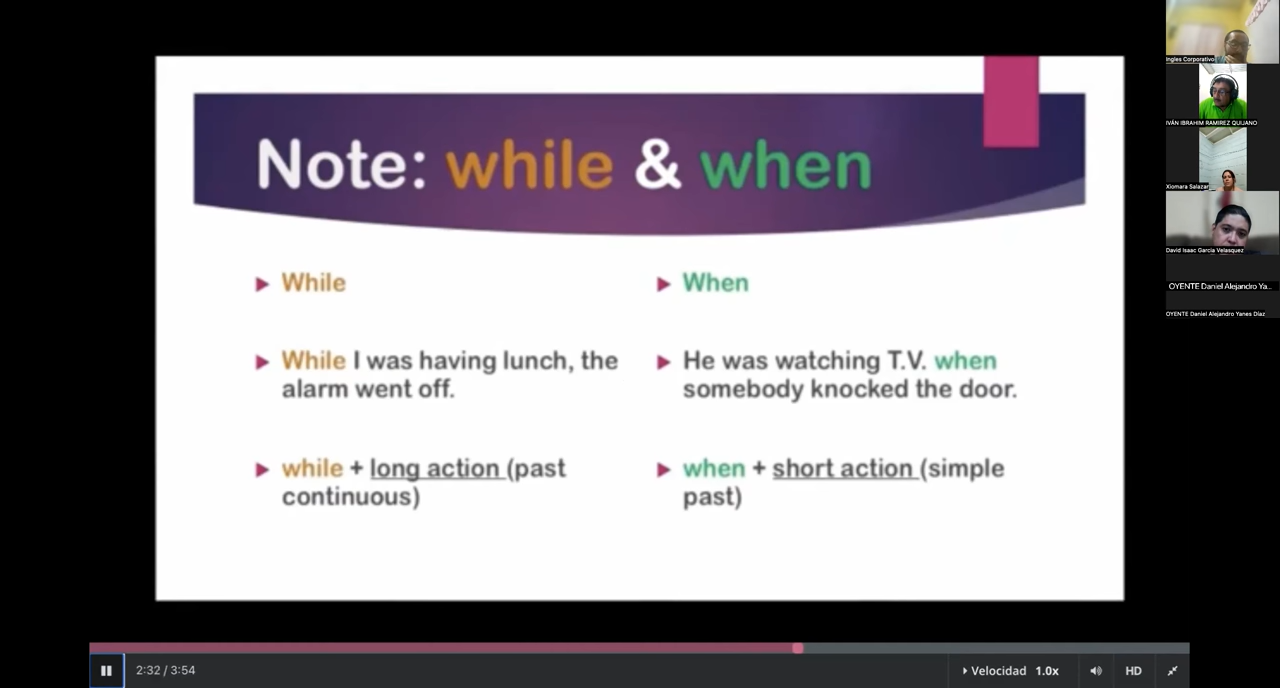 Note: while & when
While
While I was having lunch, the
alarm went off.
while + long action (past
continuous)
When
He was watching T.V. when
somebody knocked the door.
when + short action (simple
past)
Ingles Corporativo
IVÁN IBRAHIM RAMIREZ QUIJANO
Xiomara Salazar
David Isaac Garcia Velasquez
OYENTE Daniel Alejandro Ya...
OYENTE Daniel Alejandro Yanes Díaz
2:32 / 3:54
Velocidad 1.0x
HD